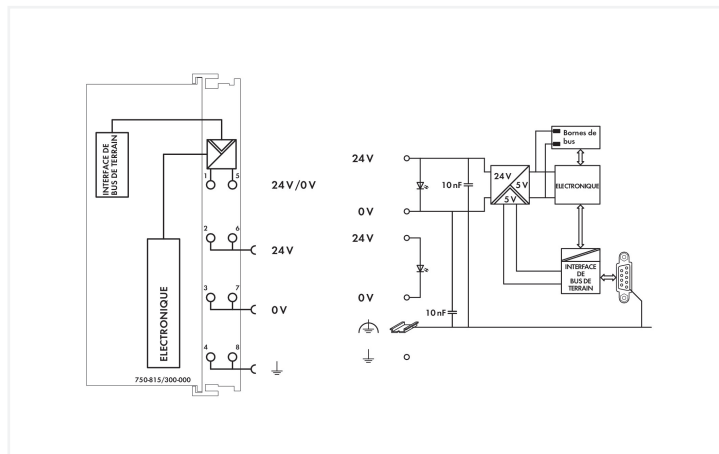 INTERFACE DE
BUS DE TERRAIN
ELECTRONIQUE
750-815/300-000
1 5
24 V/0 V
2 6
24 V
3 7
0 V
4 8
24 V
0 V
24 V
0 V
10 nF
10 nF
24 V
5 V
5 V
Bornes de
bus
ELECTRONIQUE
INTERFACE
DE
BUS DE
TERRAIN